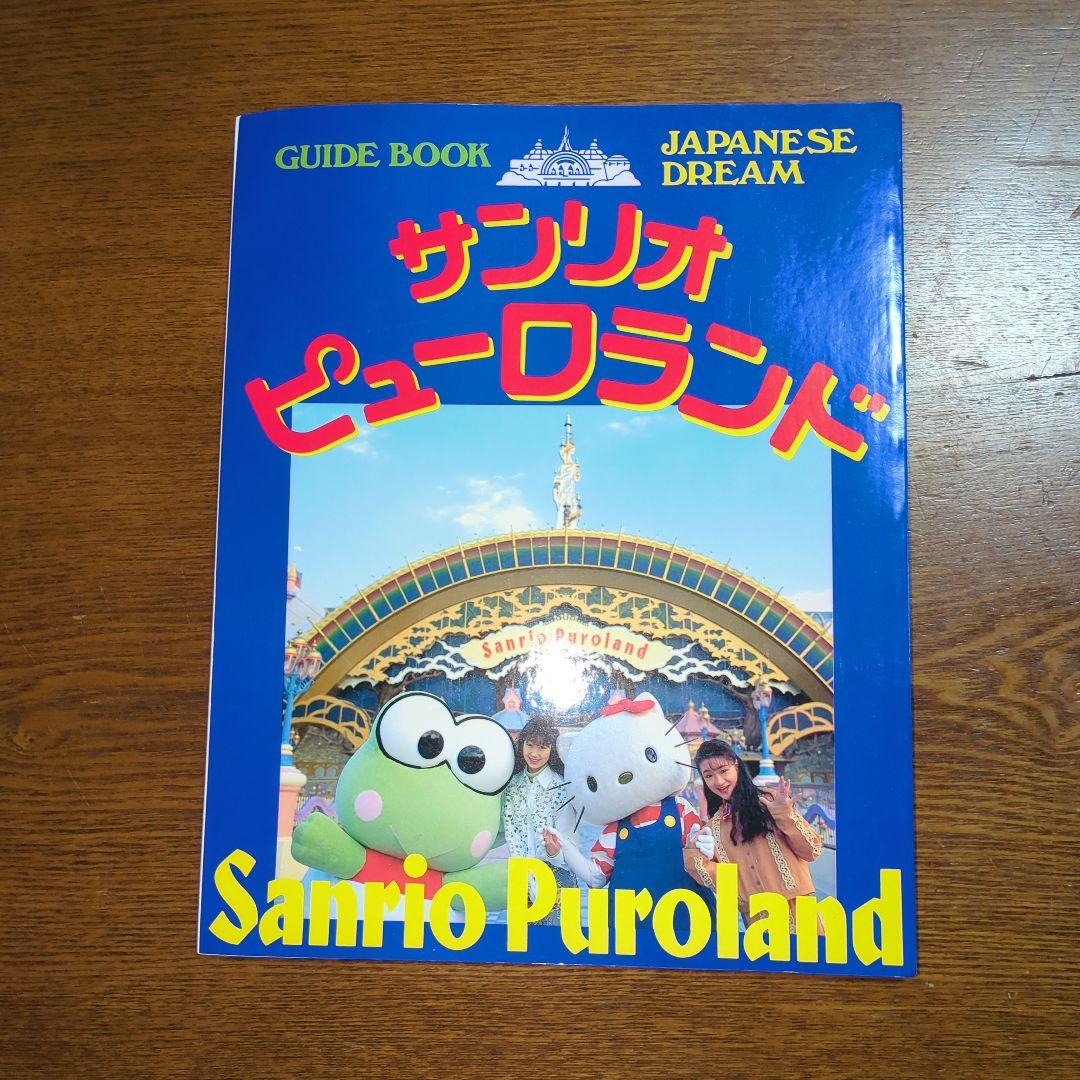 GUIDE BOOK
JAPANESE
DREAM
サンリオ
ピューロランド
Sanrio Puroland
Sanrio Puroland